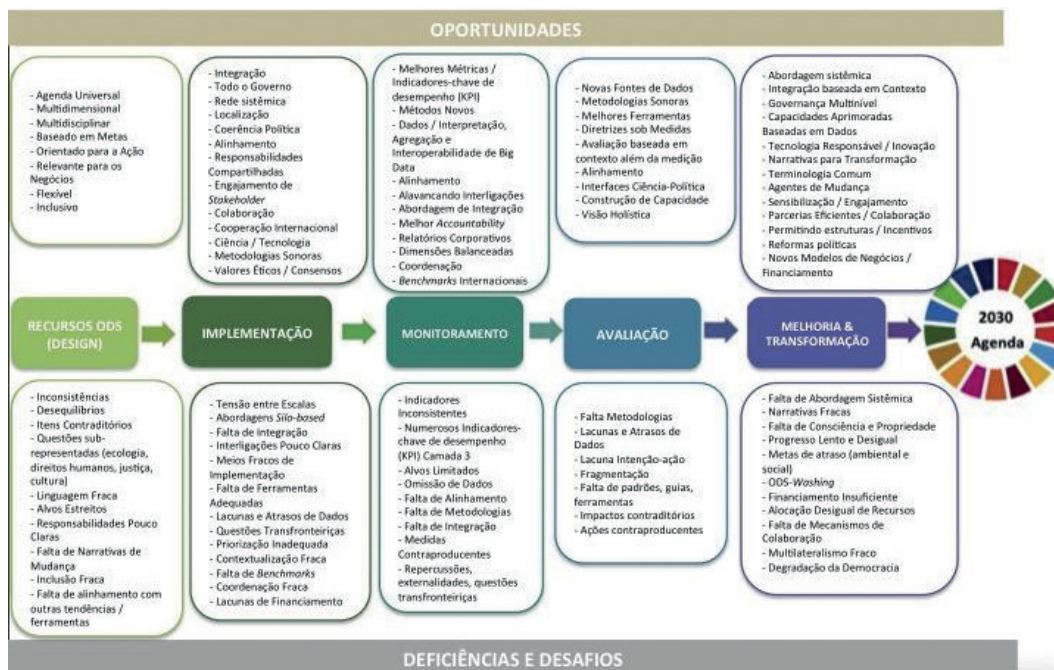 OPORTUNIDADES
- Agenda Universal
- Multidimensional
- Multidisciplinar
- Baseado em Metas
- Orientado para a Ação
- Relevante para os
Negócios
- Flexível
- Inclusivo
- Integração
- Todo o Governo
- Rede sistêmica
- Localização
- Coerência Política
- Alinhamento
- Responsabilidades
Compartilhadas
- Engajamento de
Stakeholder
- Colaboração
- Cooperação Internacional
- Ciência / Tecnologia
- Metodologias Sonoras
- Valores Éticos / Consensos
- Melhores Métricas /
Indicadores-chave de
desempenho (KPI)
- Métodos Novos
- Dados / Interpretação,
Agregação e
Interoperabilidade de Big
Data
- Alinhamento
- Alavancando Interligações
- Abordagem de Integração
- Melhor Accountability
- Relatórios Corporativos
- Dimensões Balanceadas
- Coordenação
- Benchmarks Internacionais
- Novas Fontes de Dados
- Metodologias Sonoras
- Melhores Ferramentas
- Diretrizes sob Medidas
- Avaliação baseada em
contexto além da medição
- Alinhamento
- Interfaces Ciência-Política
- Construção de Capacidade
- Visão Holística
- Abordagem sistêmica
- Integração baseada em Contexto
- Governança Multinível
- Capacidades Aprimoradas
Baseadas em Dados
- Tecnologia Responsável / Inovação
- Narrativas para Transformação
- Terminologia Comum
- Agentes de Mudança
- Sensibilização / Engajamento
- Parcerias Eficientes / Colaboração
- Permitindo estruturas / Incentivos
- Reformas políticas
- Novos Modelos de Negócios /
Financiamento
RECURSOS ODS
(DESIGN)
IMPLEMENTAÇÃO
MONITORAMENTO
AVALIAÇÃO
MELHORIA &
TRANSFORMAÇÃO
2030
Agenda
- Inconsistências
- Desequilíbrios
- Itens Contraditórios
- Questões sub-
representadas (ecologia,
direitos humanos, justiça,
cultura)
- Linguagem Fraca
- Alvos Estreitos
- Responsabilidades Pouco
Claras
- Falta de Narrativas de
Mudança
- Inclusão Fraca
- Falta de alinhamento com
outras tendências /
ferramentas
- Tensão entre Escalas
- Abordagens Silo-based
- Falta de Integração
- Interligações Pouco Claras
- Meios Fracos de
Implementação
- Falta de Ferramentas
Adequadas
- Lacunas e Atrasos de Dados
- Questões Transfronteiriças
- Priorização Inadequada
- Contextualização Fraca
- Falta de Benchmarks
- Coordenação Fraca
- Lacunas de Financiamento
- Indicadores
Inconsistentes
- Numerosos Indicadores-
chave de desempenho
(KPI) Camada 3
- Alvos Limitados
- Omissão de Dados
- Falta de Alinhamento
- Falta de Metodologias
- Falta de Integração
- Medidas
Contraproducentes
- Repercussões,
externalidades, questões
transfronteiriças
- Falta Metodologias
- Lacunas e Atrasos de
Dados
- Lacuna Intenção-ação
- Fragmentação
- Falta de padrões, guias,
ferramentas
- Impactos contraditórios
- Ações contraproducentes
- Falta de Abordagem Sistêmica
- Narrativas Fracas
- Falta de Consciência e Propriedade
- Progresso Lento e Desigual
- Metas de atraso (ambiental e
social)
- ODS-Washing
- Financiamento Insuficiente
- Alocação Desigual de Recursos
- Falta de Mecanismos de
Colaboração
- Multilateralismo Fraco
- Degradação da Democracia
DEFICIÊNCIAS E DESAFIOS